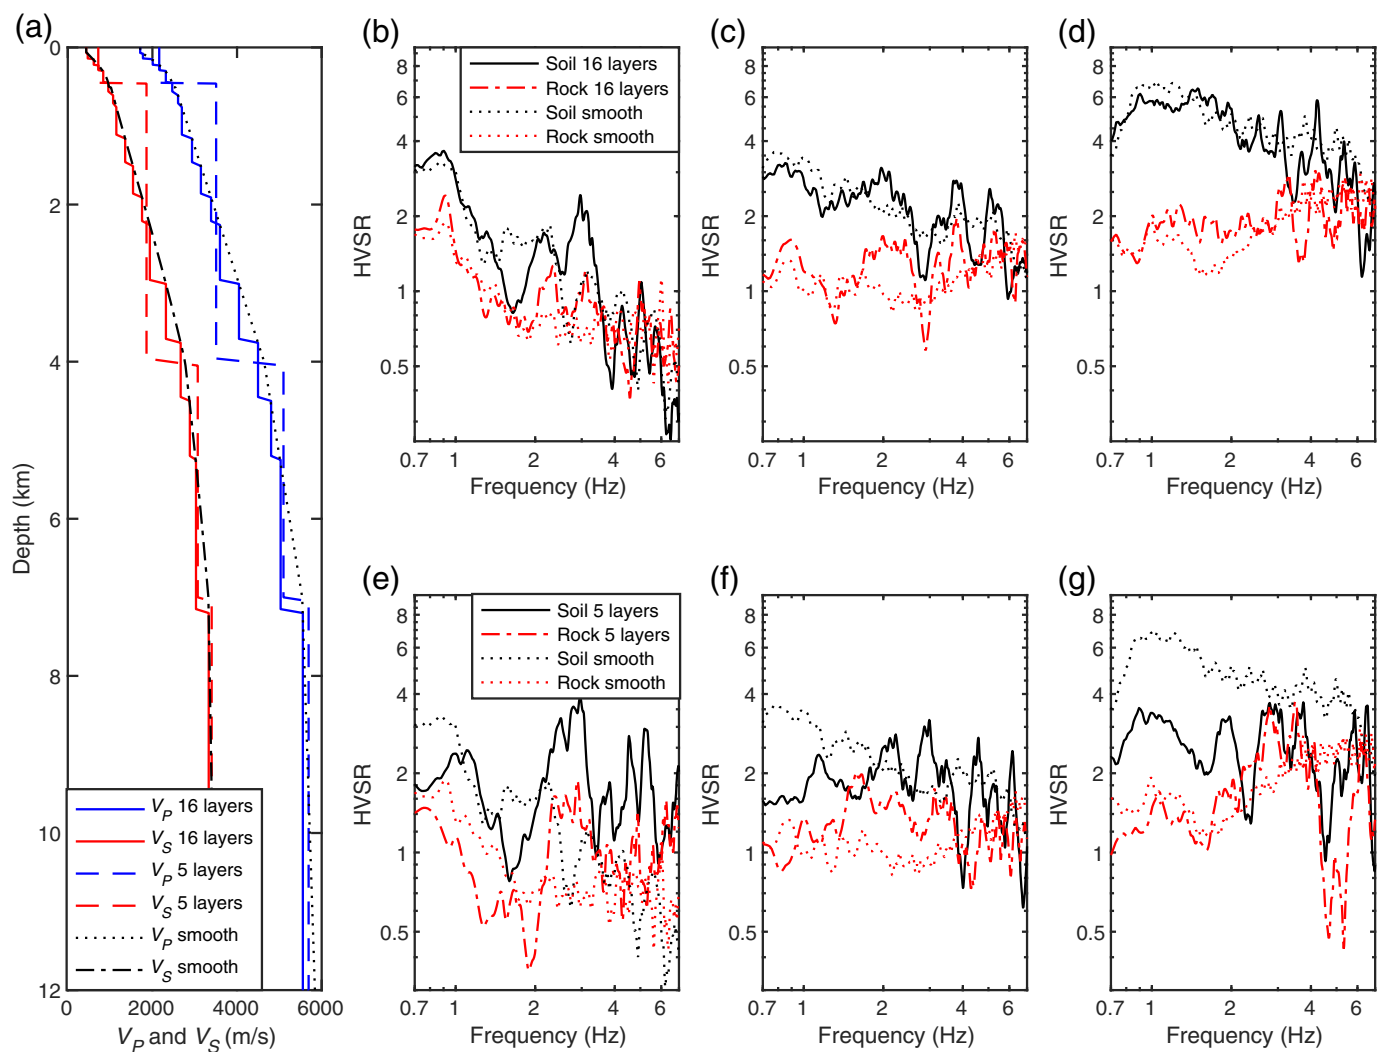 (a)
0
2
4
6
8
10
12
Depth (km)
0 2000 4000 6000
V_P and V_S (m/s)
V_P 16 layers
V_S 16 layers
V_P 5 layers
V_S 5 layers
V_P smooth
V_S smooth
(b)
8
6
4
2
1
0.5
HVSR
0.7 1 2 4 6
Frequency (Hz)
Soil 16 layers
Rock 16 layers
Soil smooth
Rock smooth
(c)
8
6
4
2
1
0.5
HVSR
0.7 1 2 4 6
Frequency (Hz)
(d)
8
6
4
2
1
0.5
HVSR
0.7 1 2 4 6
Frequency (Hz)
(e)
8
6
4
2
1
0.5
HVSR
0.7 1 2 4 6
Frequency (Hz)
Soil 5 layers
Rock 5 layers
Soil smooth
Rock smooth
(f)
8
6
4
2
1
0.5
HVSR
0.7 1 2 4 6
Frequency (Hz)
(g)
8
6
4
2
1
0.5
HVSR
0.7 1 2 4 6
Frequency (Hz)